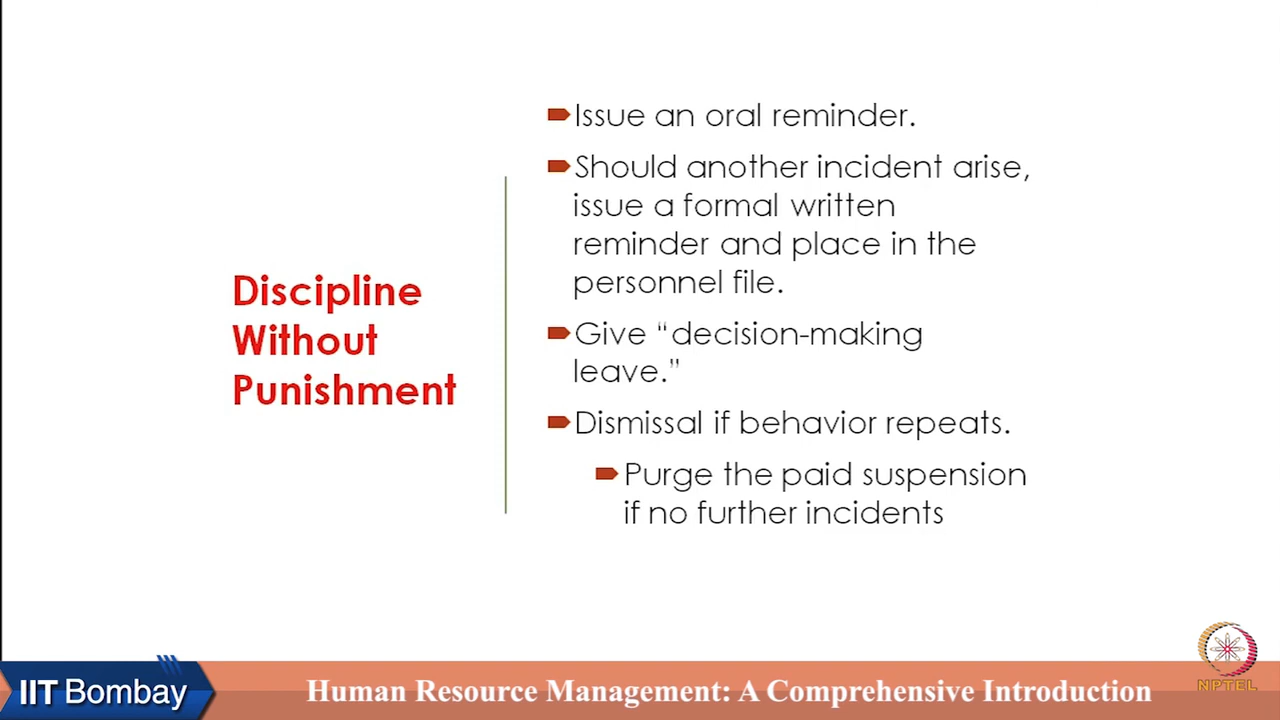 Discipline
Without
Punishment
Issue an oral reminder.
Should another incident arise,
issue a formal written
reminder and place in the
personnel file.
Give “decision-making
leave.”
Dismissal if behavior repeats.
Purge the paid suspension
if no further incidents
NPTEL
IIT Bombay
Human Resource Management: A Comprehensive Introduction